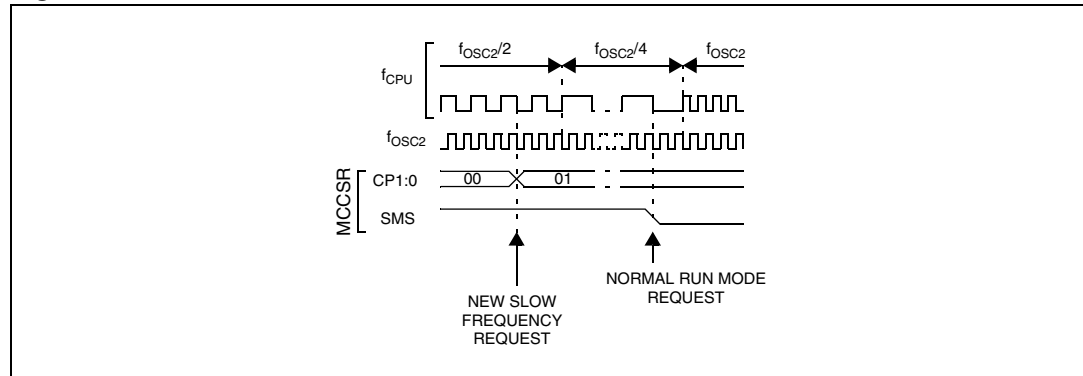 fOSC2/2 fOSC2/4 fOSC2
fCPU
fOSC2
MCCSR
CP1:0 00 01
SMS
NORMAL RUN MODE
REQUEST
NEW SLOW
FREQUENCY
REQUEST